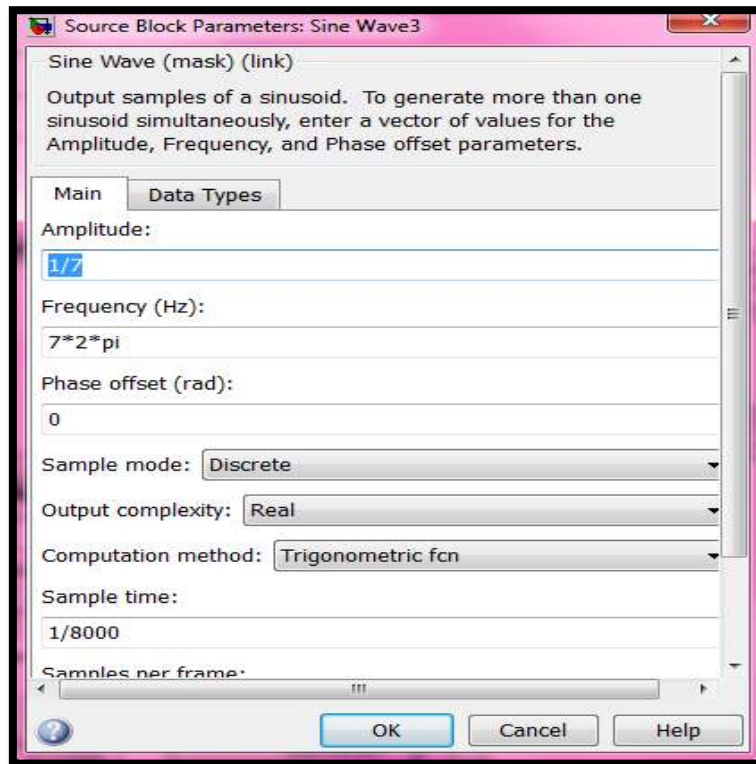 Source Block Parameters: Sine Wave3
Sine Wave (mask) (link)
Output samples of a sinusoid. To generate more than one
sinusoid simultaneously, enter a vector of values for the
Amplitude, Frequency, and Phase offset parameters.
Main Data Types
Amplitude:
1/7
Frequency (Hz):
7*2*pi
Phase offset (rad):
0
Sample mode: Discrete
Output complexity: Real
Computation method: Trigonometric fcn
Sample time:
1/8000
Samples per frame:
OK Cancel Help